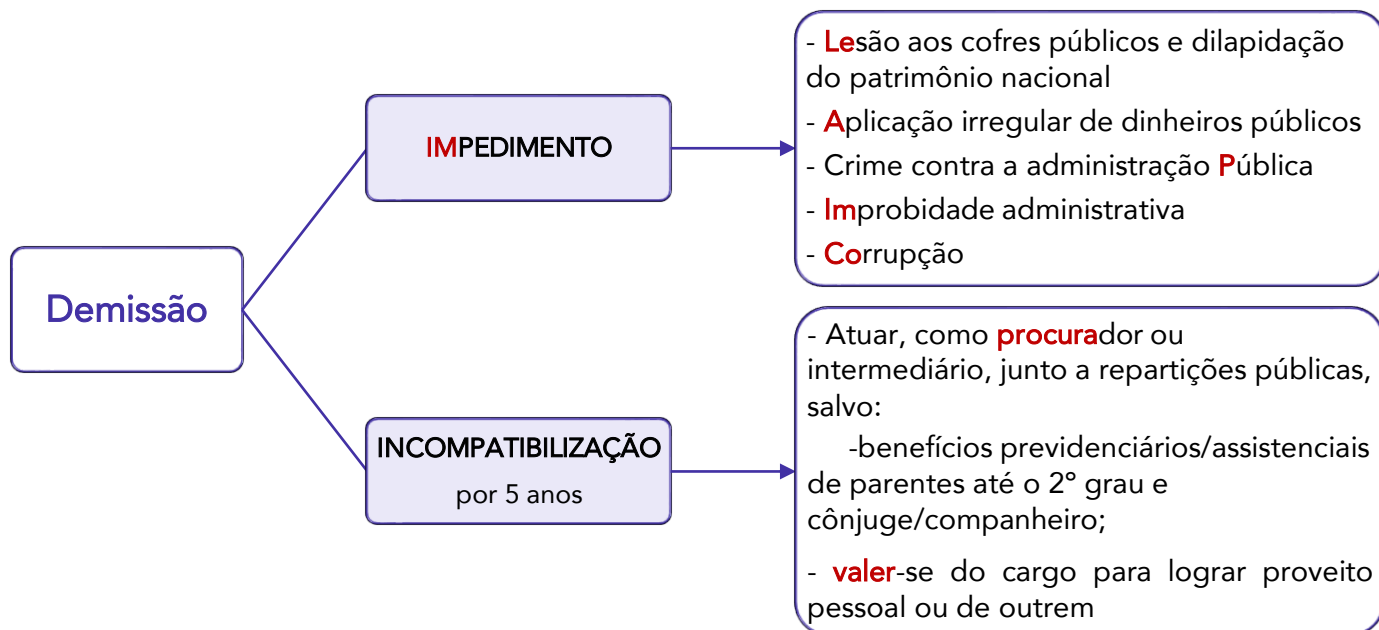 - Lesão aos cofres públicos e dilapidação
do patrimônio nacional
- Aplicação irregular de dinheiros públicos
- Crime contra a administração Pública
- Improbidade administrativa
- Corrupção
IMPEDIMENTO
Demissão
INCOMPATIBILIZAÇÃO
por 5 anos
- Atuar, como procurador ou
intermediário, junto a repartições públicas,
salvo:
-benefícios previdenciários/assistenciais
de parentes até o 2º grau e
cônjuge/companheiro;
- valer-se do cargo para lograr proveito
pessoal ou de outrem